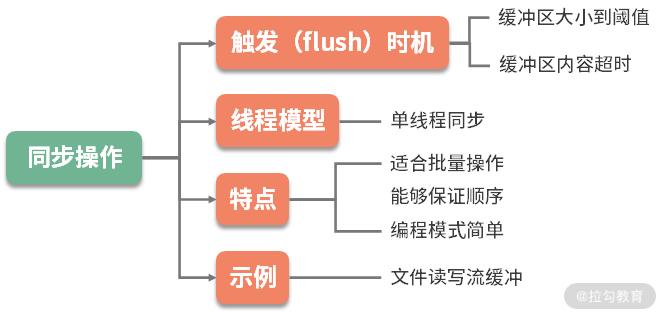 同步操作
触发（flush）时机
缓冲区大小到阈值
缓冲区内容超时
线程模型
单线程同步
特点
适合批量操作
能够保证顺序
编程模式简单
示例
文件读写流缓冲
@拉勾教育